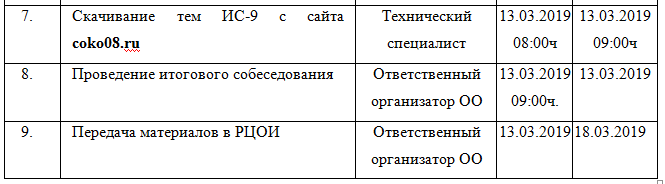 7. Скачивание тем ИС-9 с сайта Технический 13.03.2019 13.03.2019
coko08.ru специалист 08:00ч 09:00ч
8. Проведение итогового собеседования Ответственный 13.03.2019 13.03.2019
организатор ОО 09:00ч.
9. Передача материалов в РЦОИ Ответственный 13.03.2019 18.03.2019
организатор ОО